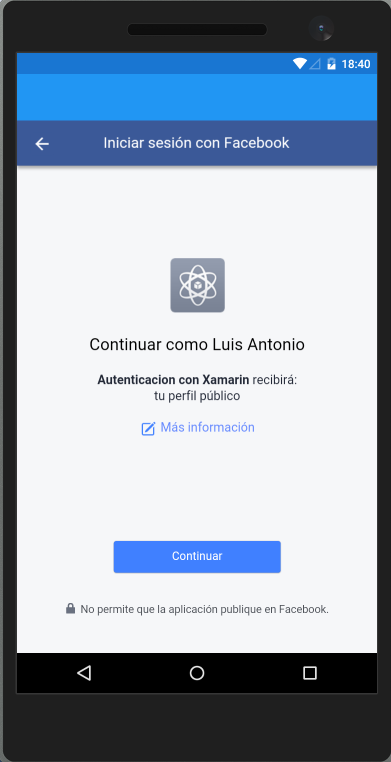 18:40
Iniciar sesión con Facebook
Continuar como Luis Antonio
Autenticacion con Xamarin recibirá:
tu perfil público
Más información
Continuar
No permite que la aplicación publique en Facebook.